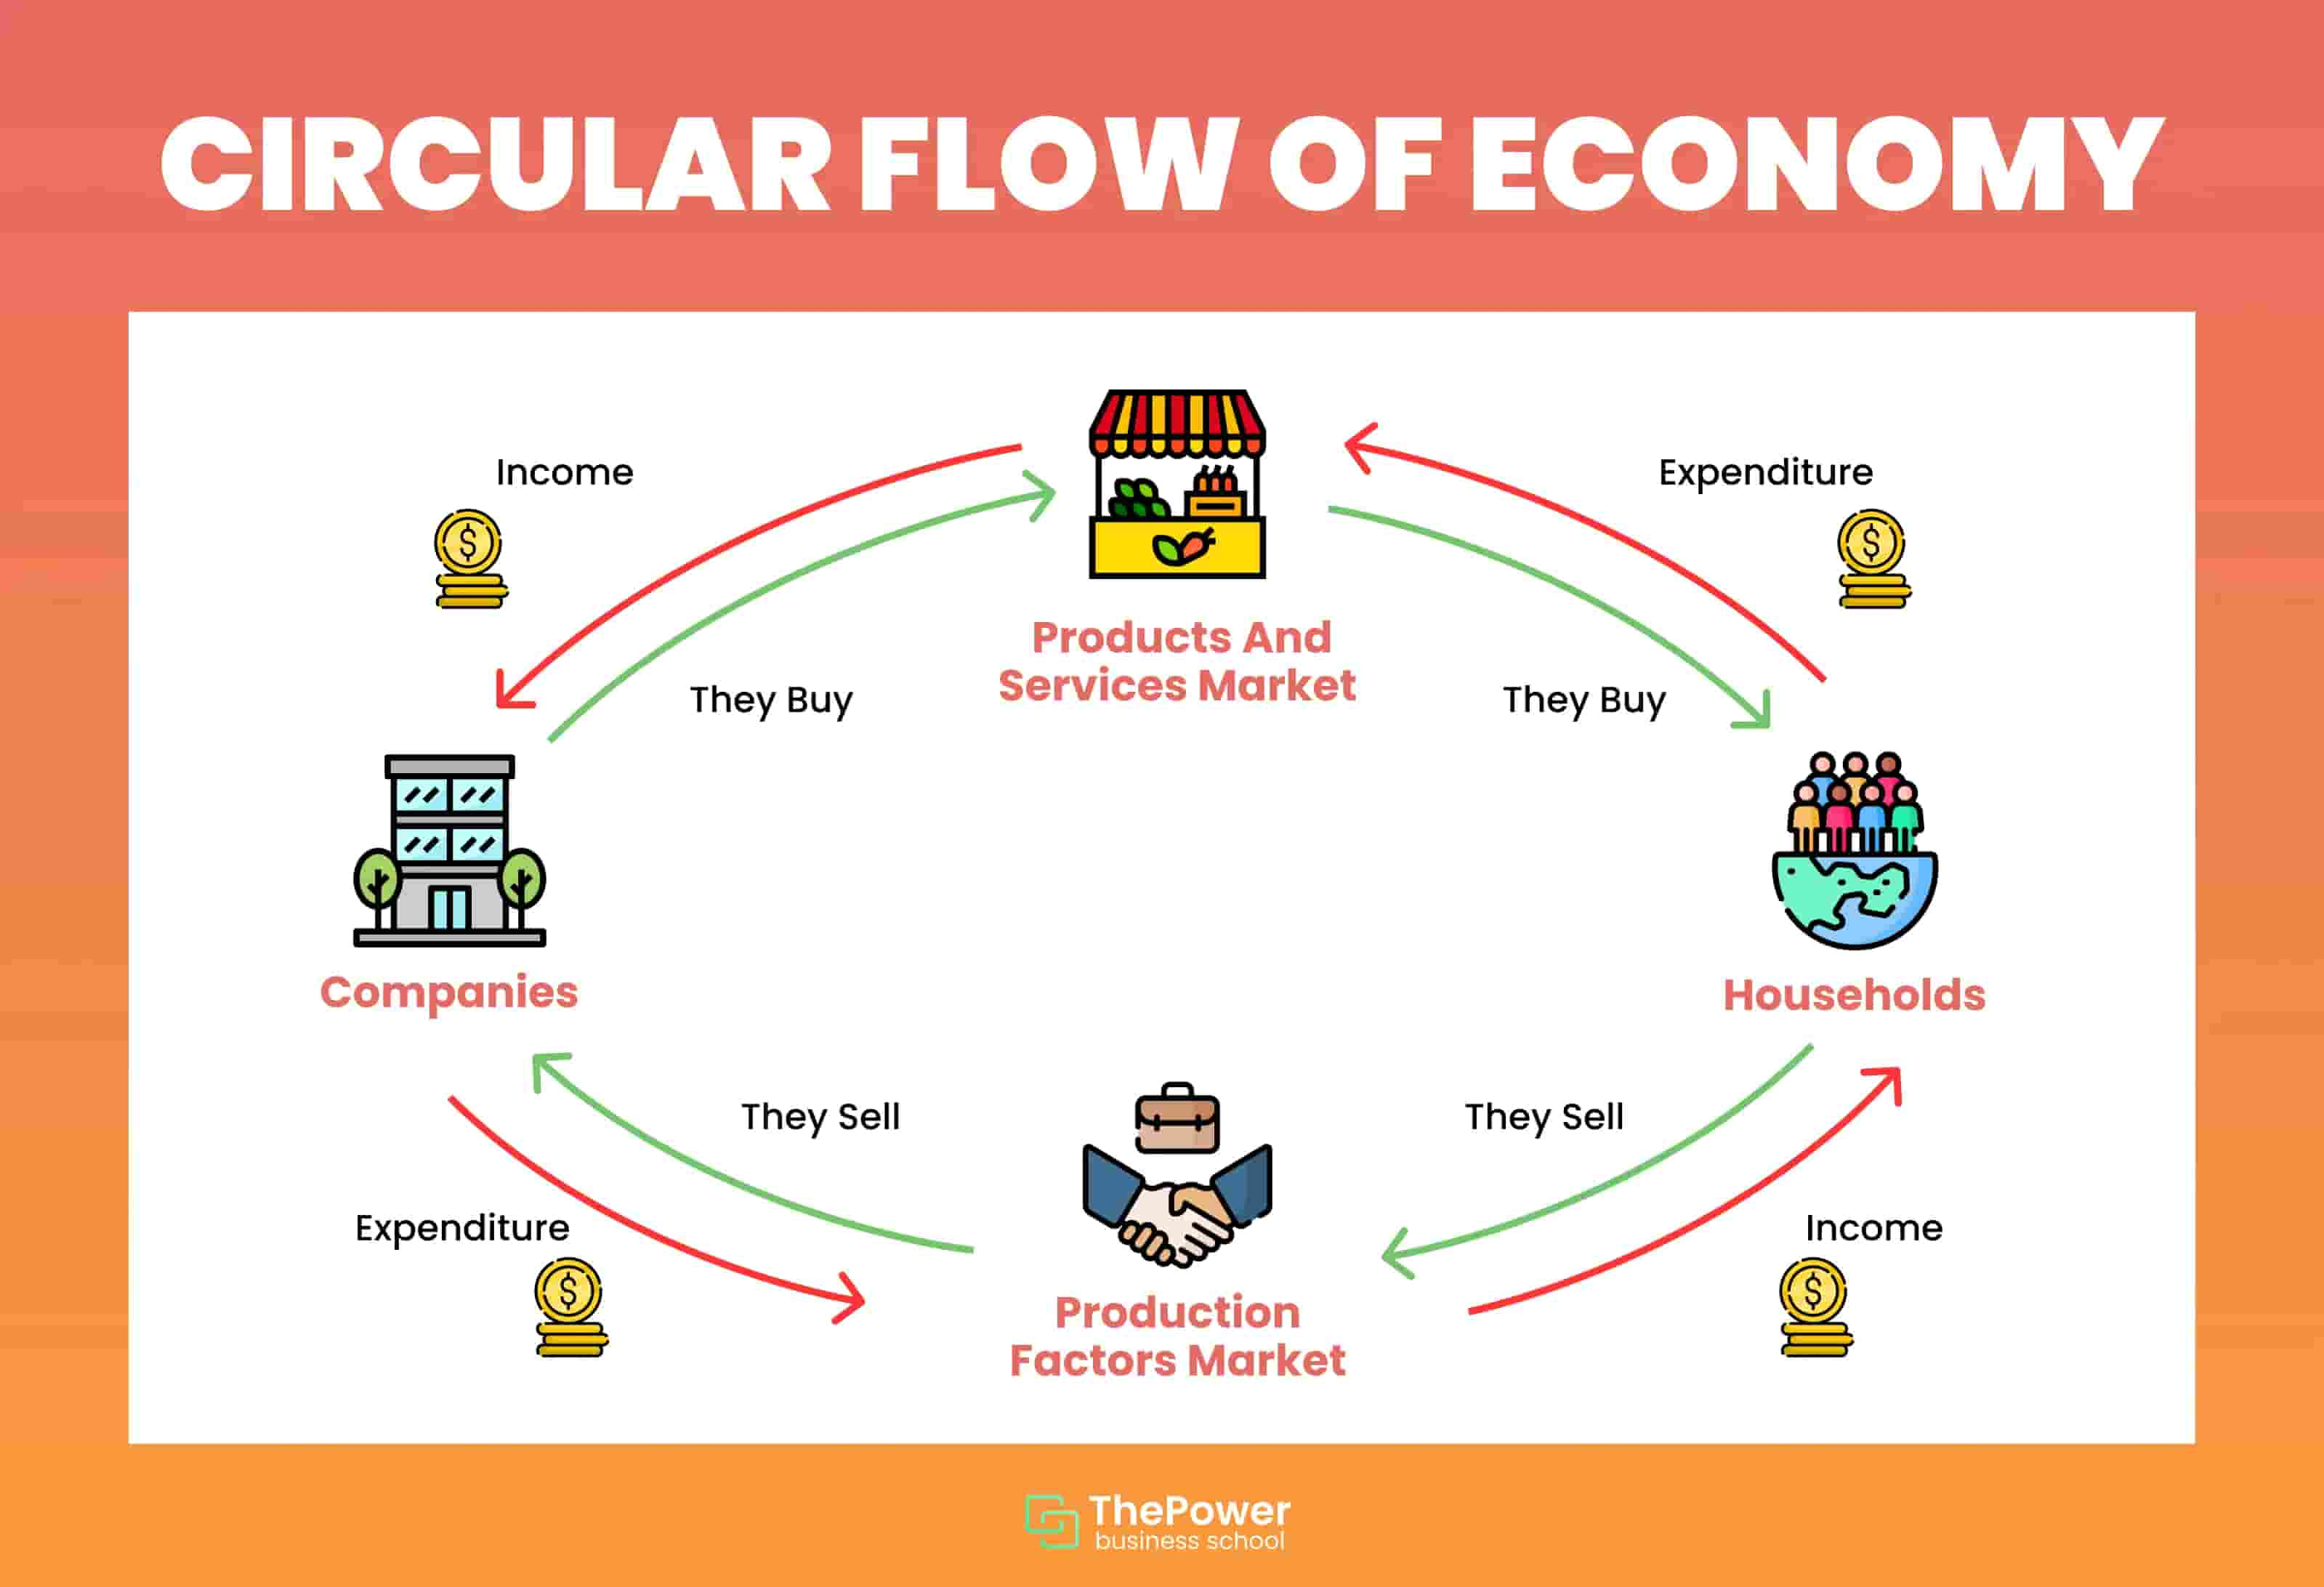 CIRCULAR FLOW OF ECONOMY
Income
Expenditure
Products And
Services Market
They Buy
They Buy
Companies
Households
They Sell
They Sell
Expenditure
Income
Production
Factors Market
ThePower
business school